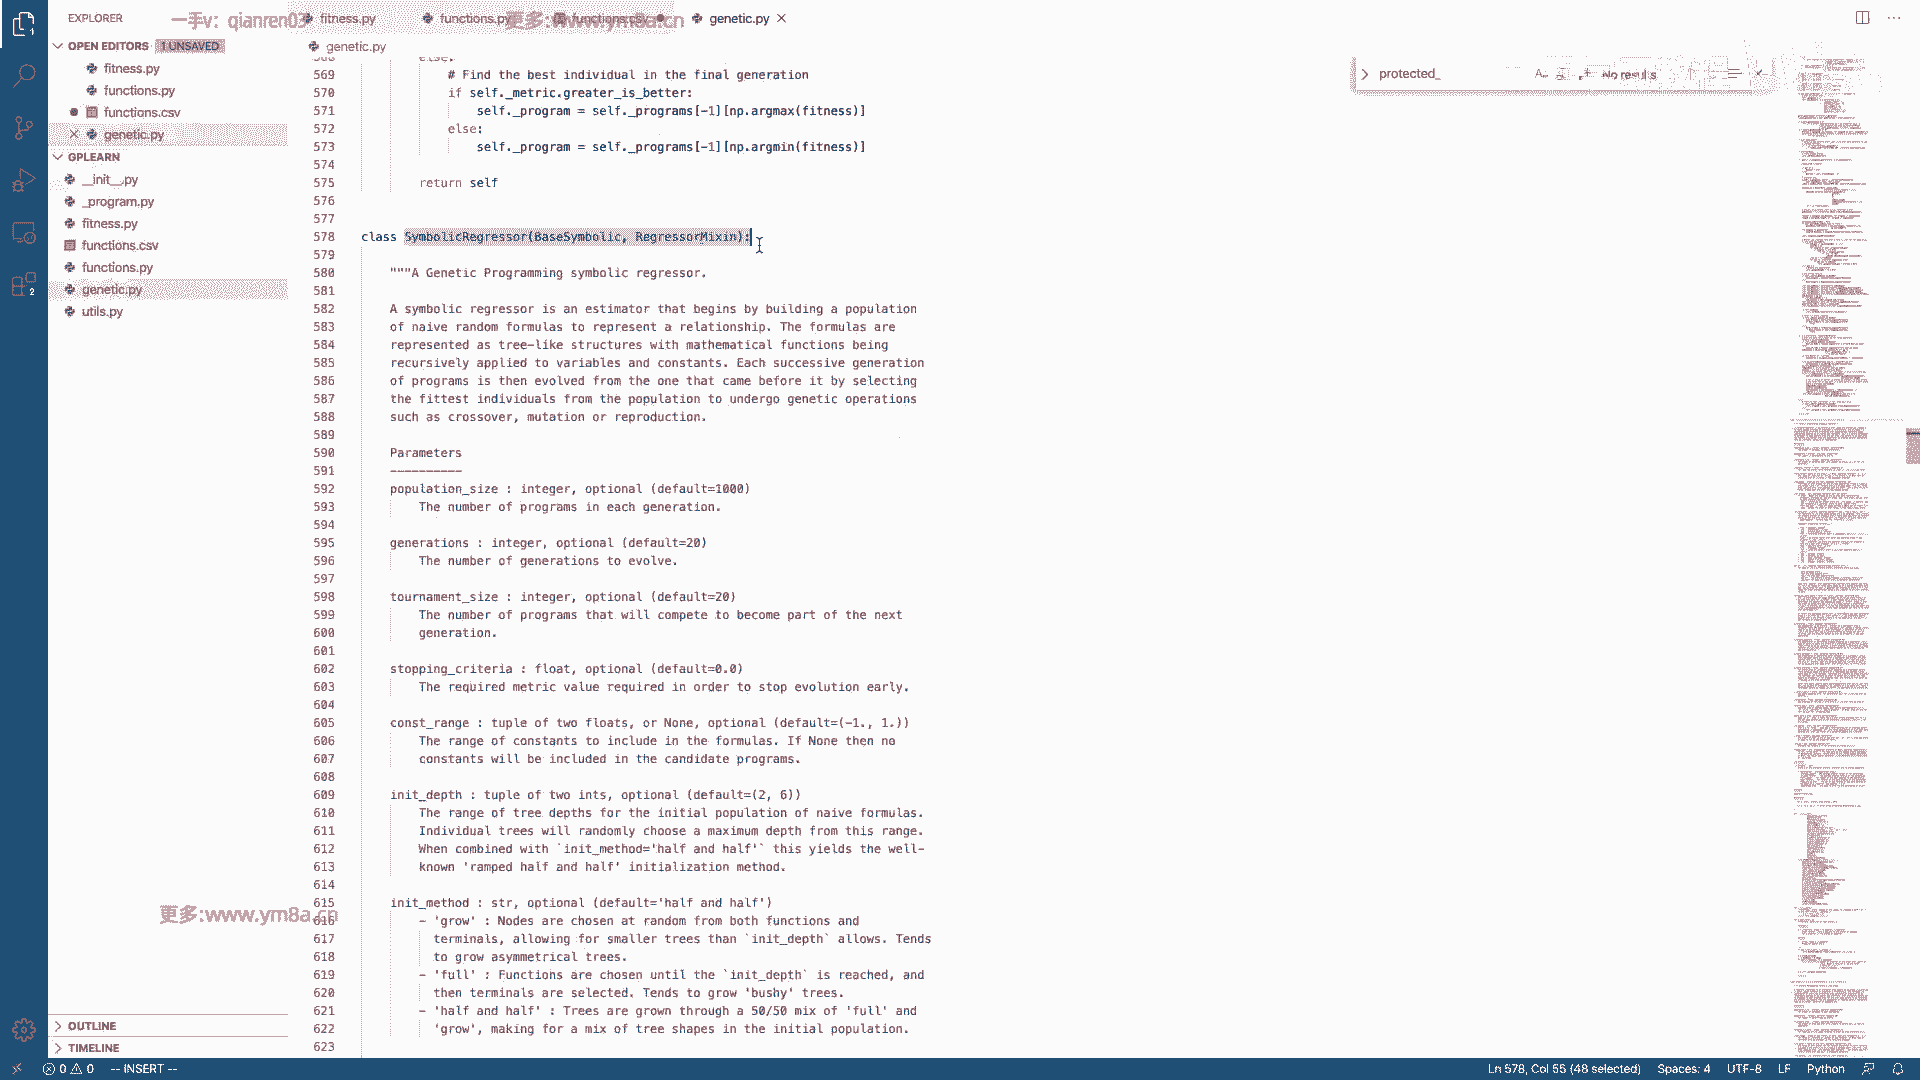 EXPLORER
一手v：qianren03
fitness.py
functions.py
functions.csv
更多:www.ym8a.cn
genetic.py
OPEN EDITORS
1 UNSAVED
genetic.py
fitness.py
functions.py
functions.csv
genetic.py
GPLEARN
__init__.py
_program.py
fitness.py
functions.csv
functions.py
genetic.py
utils.py
OUTLINE
TIMELINE
protected_
No results
568 else:
569 # Find the best individual in the final generation
570 if self._metric.greater_is_better:
571 self._program = self._programs[-1][np.argmax(fitness)]
572 else:
573 self._program = self._programs[-1][np.argmin(fitness)]
574
575 return self
576
577
578 class SymbolicRegressor(BaseSymbolic, RegressorMixin):
579
580 """A Genetic Programming symbolic regressor.
581
582 A symbolic regressor is an estimator that begins by building a population
583 of naive random formulas to represent a relationship. The formulas are
584 represented as tree-like structures with mathematical functions being
585 recursively applied to variables and constants. Each successive generation
586 of programs is then evolved from the one that came before it by selecting
587 the fittest individuals from the population to undergo genetic operations
588 such as crossover, mutation or reproduction.
589
590 Parameters
591 ----------
592 population_size : integer, optional (default=1000)
593 The number of programs in each generation.
594
595 generations : integer, optional (default=20)
596 The number of generations to evolve.
597
598 tournament_size : integer, optional (default=20)
599 The number of programs that will compete to become part of the next
600 generation.
601
602 stopping_criteria : float, optional (default=0.0)
603 The required metric value required in order to stop evolution early.
604
605 const_range : tuple of two floats, or None, optional (default=(-1., 1.))
606 The range of constants to include in the formulas. If None then no
607 constants will be included in the candidate programs.
608
609 init_depth : tuple of two ints, optional (default=(2, 6))
610 The range of tree depths for the initial population of naive formulas.
611 Individual trees will randomly choose a maximum depth from this range.
612 When combined with `init_method='half and half'` this yields the well-
613 known 'ramped half and half' initialization method.
614
615 init_method : str, optional (default='half and half')
616 - 'grow' : Nodes are chosen at random from both functions and
617 terminals, allowing for smaller trees than `init_depth` allows. Tends
618 to grow asymmetrical trees.
619 - 'full' : Functions are chosen until the `init_depth` is reached, and
620 then terminals are selected. Tends to grow 'bushy' trees.
621 - 'half and half' : Trees are grown through a 50/50 mix of 'full' and
622 'grow', making for a mix of tree shapes in the initial population.
623
更多:www.ym8a.cn
2
0 0 -- INSERT --
Ln 578, Col 55 (48 selected) Spaces: 4 UTF-8 LF Python